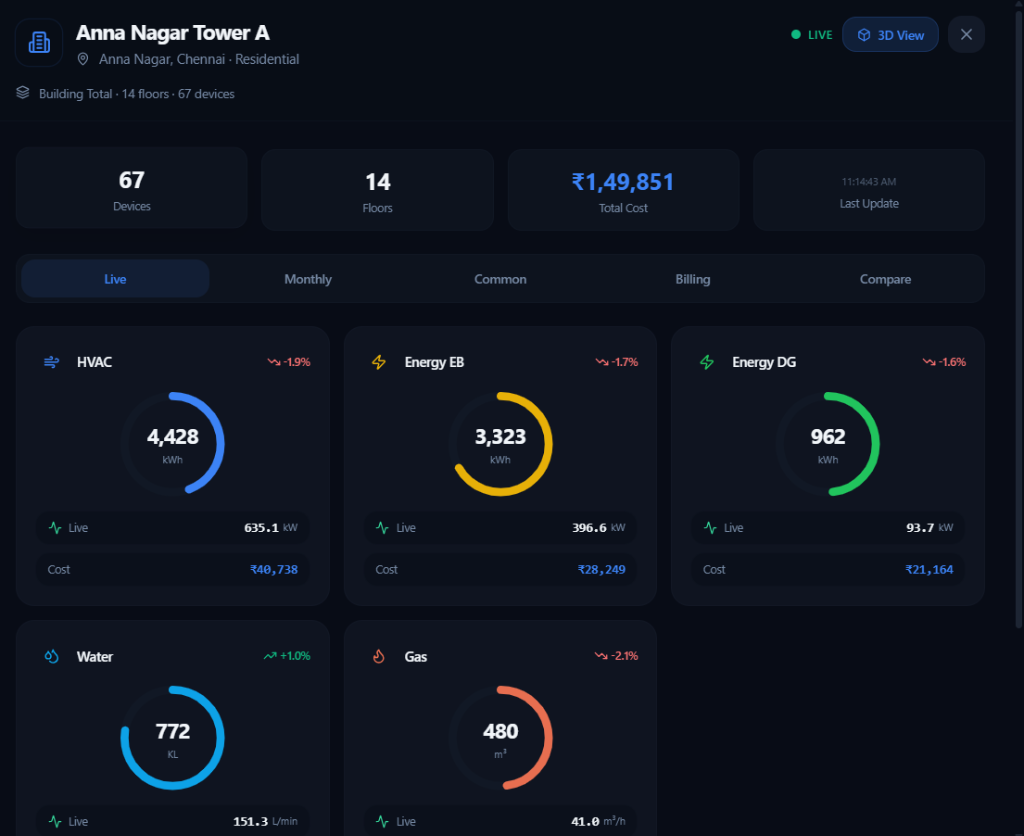 Anna Nagar Tower A
Anna Nagar, Chennai · Residential
LIVE
3D View
Building Total · 14 floors · 67 devices
67
Devices
14
Floors
₹1,49,851
Total Cost
11:14:43 AM
Last Update
Live
Monthly
Common
Billing
Compare
HVAC
-1.9%
4,428
kWh
Live
635.1 kW
Cost
₹40,738
Energy EB
-1.7%
3,323
kWh
Live
396.6 kW
Cost
₹28,249
Energy DG
-1.6%
962
kWh
Live
93.7 kW
Cost
₹21,164
Water
+1.0%
772
KL
Live
151.3 L/min
Gas
-2.1%
480
m³
Live
41.0 m³/h